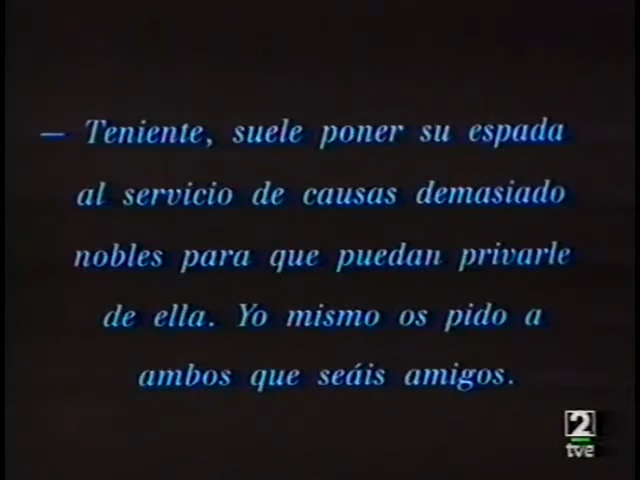 — Teniente, suele poner su espada
al servicio de causas demasiado
nobles para que puedan privarle
de ella. Yo mismo os pido a
ambos que seáis amigos.
2
tve